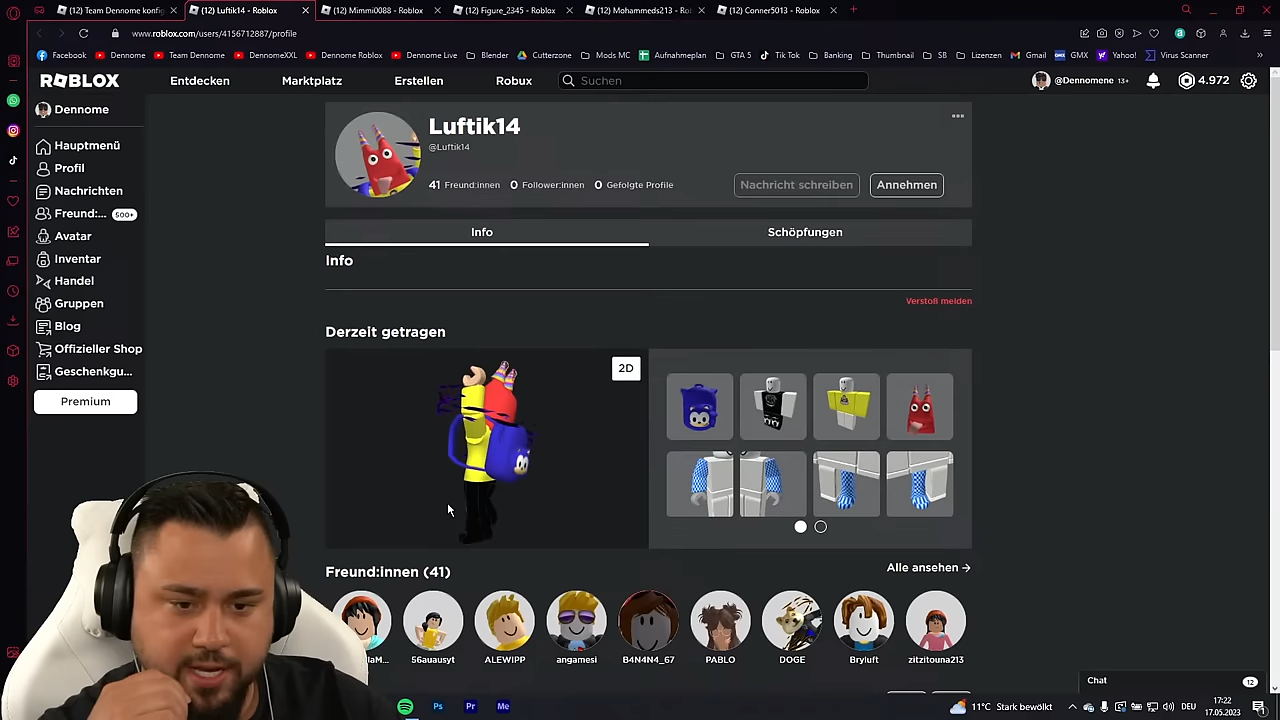 (12) Team Dennome konfig
(12) Luftik14 - Roblox
(12) Mimmi0088 - Roblox
(12) Figure_2345 - Roblox
(12) Mohammeds213 - Rob
(12) Conner5013 - Roblox
www.roblox.com/users/4156712887/profile
Facebook
Dennome
Team Dennome
DennomeXXL
Dennome Roblox
Dennome Live
Blender
Cutterzone
Mods MC
Aufnahmeplan
GTA 5
Tik Tok
Banking
Thumbnail
SB
Lizenzen
Gmail
GMX
Yahoo!
Virus Scanner
ROBLOX
Entdecken
Marktplatz
Erstellen
Robux
Suchen
@Dennomene 13+
4.972
Dennome
Hauptmenü
Profil
Nachrichten
Freund:... 500+
Avatar
Inventar
Handel
Gruppen
Blog
Offizieller Shop
Geschenkgu...
Premium
Luftik14
@Luftik14
41 Freund:innen 0 Follower:innen 0 Gefolgte Profile
Nachricht schreiben
Annehmen
Info
Schöpfungen
Info
Verstoß melden
Derzeit getragen
2D
Freund:innen (41)
Alle ansehen →
56auausyt
ALEWIPP
angamesi
B4N4N4_67
PABLO
DOGE
Bryluft
zitzitouna213
Chat
12
Ps
Pr
Me
11°C Stark bewölkt
DEU
17:22
17.05.2023